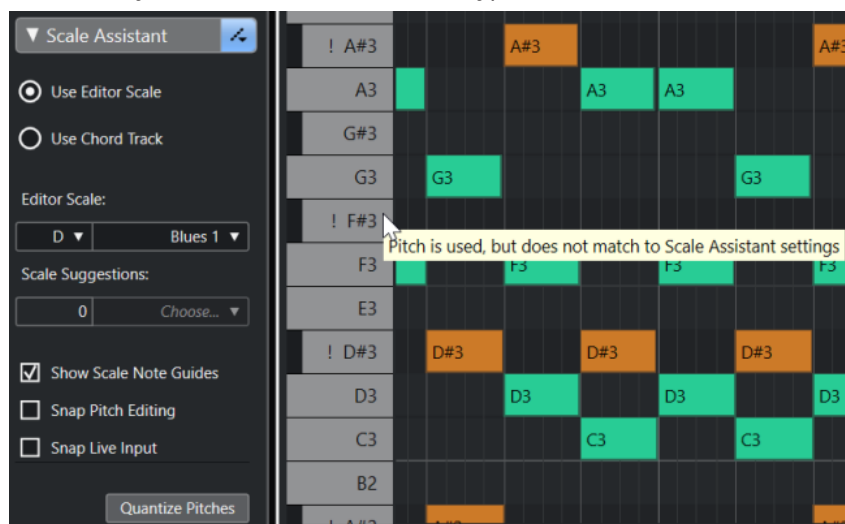 ▼ Scale Assistant
Use Editor Scale
Use Chord Track
Editor Scale:
D ▼ Blues 1 ▼
Scale Suggestions:
0 Choose... ▼
Show Scale Note Guides
Snap Pitch Editing
Snap Live Input
Quantize Pitches
! A#3 A#3 A#
A3 A3 A3
G#3
G3 G3 G3
! F#3
Pitch is used, but does not match to Scale Assistant settings
F3 F3 F3 F3
E3
! D#3 D#3 D#3 D#3
D3 D3 D3 D3
C3 C3 C3
B2